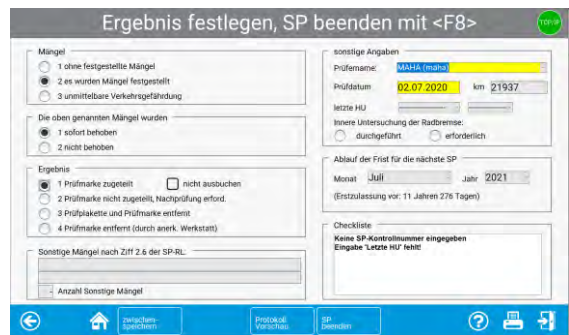 Ergebnis festlegen, SP beenden mit <F8>
TCP/IP
Mängel
1 ohne festgestellte Mängel
2 es wurden Mängel festgestellt
3 unmittelbare Verkehrsgefährdung
Die oben genannten Mängel wurden
1 sofort behoben
2 nicht behoben
Ergebnis
1 Prüfmarke zugeteilt nicht ausbuchen
2 Prüfmarke nicht zugeteilt, Nachprüfung erford.
3 Prüfplakette und Prüfmarke entfernt
4 Prüfmarke entfernt (durch anerk. Werkstatt)
Sonstige Mängel nach Ziff 2.6 der SP-RL.
- Anzahl Sonstige Mängel
sonstige Angaben
Prüfername: MAHA (maha)
Prüfdatum 02.07.2020 km 21937
letzte HU
Innere Untersuchung der Radbremse:
durchgeführt erforderlich
Ablauf der Frist für die nächste SP
Monat Juli Jahr 2021
(Erstzulassung vor: 11 Jahren 276 Tagen)
Checkliste
Keine SP-Kontrollnummer eingegeben
Eingabe 'Letzte HU' fehlt!
zwischen-
speichern
Protokoll
Vorschau
SP
beenden